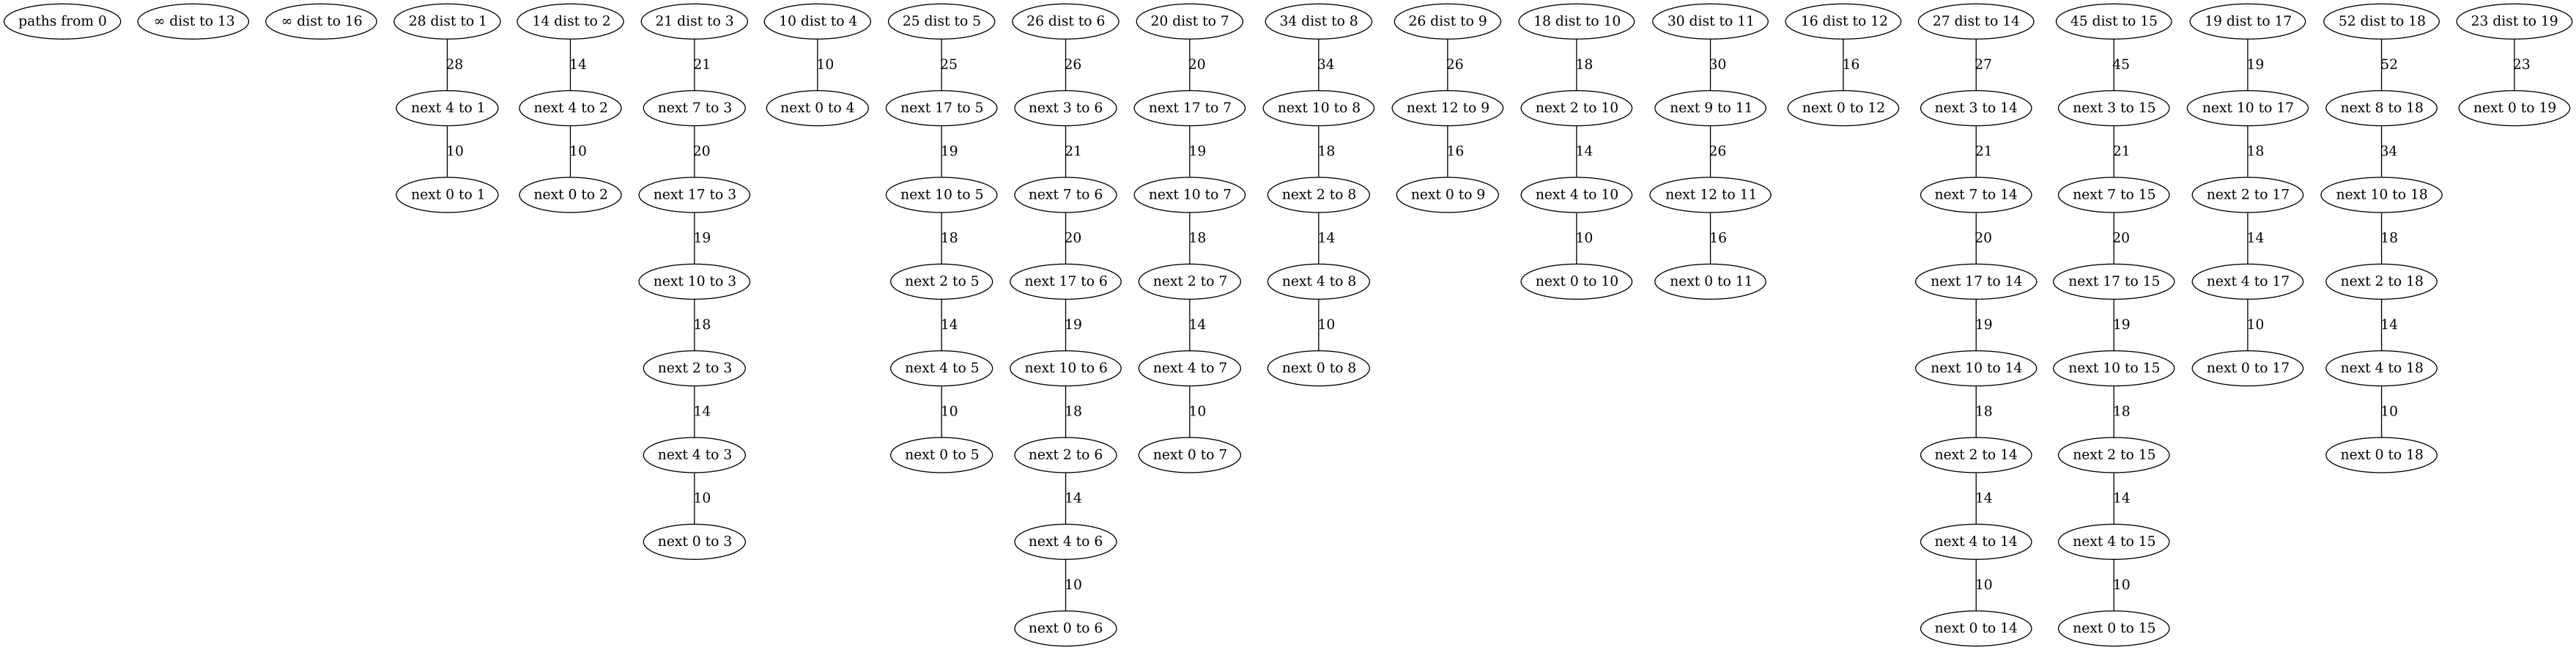 paths from 0
∞ dist to 13
∞ dist to 16
28 dist to 1
14 dist to 2
21 dist to 3
10 dist to 4
25 dist to 5
26 dist to 6
20 dist to 7
34 dist to 8
26 dist to 9
18 dist to 10
30 dist to 11
16 dist to 12
27 dist to 14
45 dist to 15
19 dist to 17
52 dist to 18
23 dist to 19
28
14
21
10
25
26
20
34
26
18
30
16
27
45
19
52
23
next 4 to 1
next 4 to 2
next 7 to 3
next 0 to 4
next 17 to 5
next 3 to 6
next 17 to 7
next 10 to 8
next 12 to 9
next 2 to 10
next 9 to 11
next 0 to 12
next 3 to 14
next 3 to 15
next 10 to 17
next 8 to 18
next 0 to 19
10
10
20
19
21
19
18
16
14
26
21
21
18
34
next 0 to 1
next 0 to 2
next 17 to 3
next 10 to 5
next 7 to 6
next 10 to 7
next 2 to 8
next 0 to 9
next 4 to 10
next 12 to 11
next 7 to 14
next 7 to 15
next 2 to 17
next 10 to 18
19
18
20
18
14
10
16
20
20
14
18
next 10 to 3
next 2 to 5
next 17 to 6
next 2 to 7
next 4 to 8
next 0 to 10
next 0 to 11
next 17 to 14
next 17 to 15
next 4 to 17
next 2 to 18
18
14
19
14
10
19
19
10
14
next 2 to 3
next 4 to 5
next 10 to 6
next 4 to 7
next 0 to 8
next 10 to 14
next 10 to 15
next 0 to 17
next 4 to 18
14
10
18
10
18
18
10
next 4 to 3
next 0 to 5
next 2 to 6
next 0 to 7
next 2 to 14
next 2 to 15
next 0 to 18
10
14
14
14
next 0 to 3
next 4 to 6
next 4 to 14
next 4 to 15
10
10
10
next 0 to 6
next 0 to 14
next 0 to 15